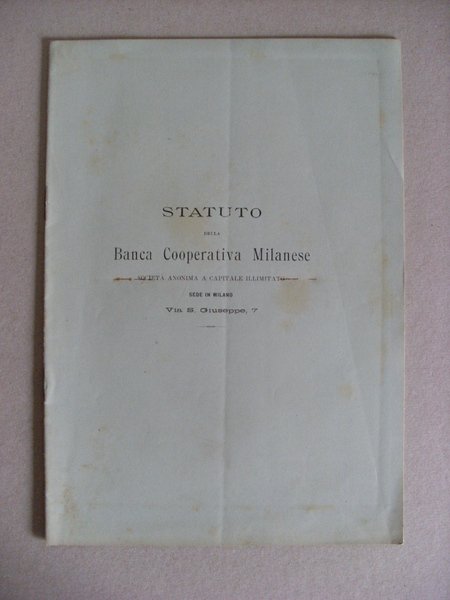 STATUTO
DELLA
Banca Cooperativa Milanese
SOCIETÀ ANONIMA A CAPITALE ILLIMITATO
SEDE IN MILANO
Via S. Giuseppe, 7